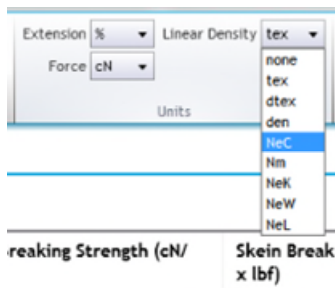 Extension % Linear Density tex
Force cN
none
tex
dtex
den
NeC
Nm
NeK
NeW
NeL
Units
Breaking Strength (cN/
Skein Break
x lbf)